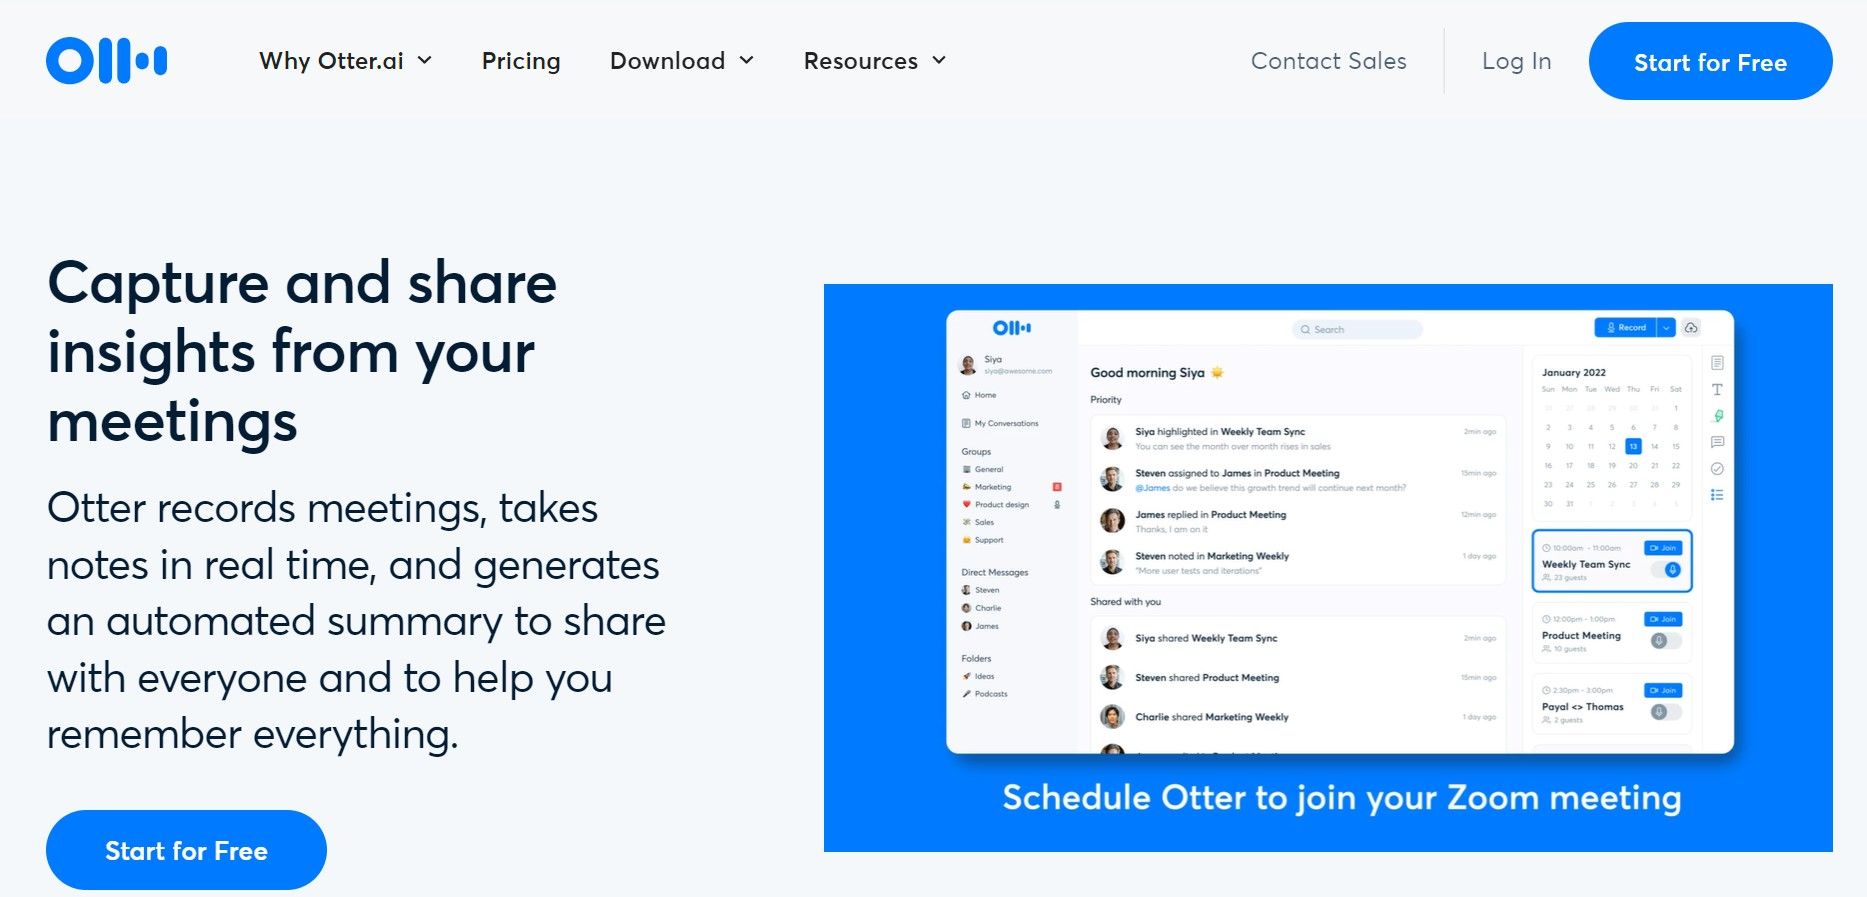 Why Otter.ai
Pricing
Download
Resources
Contact Sales
Log In
Start for Free
Capture and share
insights from your
meetings
Otter records meetings, takes
notes in real time, and generates
an automated summary to share
with everyone and to help you
remember everything.
Start for Free
Search
Record
Siya
siya@awesome.com
Home
My Conversations
Groups
General
Marketing
Product design
Sales
Support
Direct Messages
Steven
Charlie
James
Folders
Ideas
Podcasts
Good morning Siya
Priority
Siya highlighted in Weekly Team Sync
2min ago
You can see the month over month rises in sales
Steven assigned to James in Product Meeting
15min ago
@James do we believe this growth trend will continue next month?
James replied in Product Meeting
12min ago
Thanks, I am on it
Steven noted in Marketing Weekly
1 day ago
"More user tests and iterations"
Shared with you
Siya shared Weekly Team Sync
2min ago
Steven shared Product Meeting
15min ago
Charlie shared Marketing Weekly
1 day ago
January 2022
Sun Mon Tue Wed Thu Fri Sat
1
2 3 4 5 6 7 8
9 10 11 12 13 14 15
16 17 18 19 20 21 22
23 24 25 26 27 28 29
30 31
10:00am - 11:00am
Join
Weekly Team Sync
23 guests
12:00pm - 1:00pm
Join
Product Meeting
10 guests
2:30pm - 3:00pm
Join
Payal <> Thomas
2 guests
Schedule Otter to join your Zoom meeting